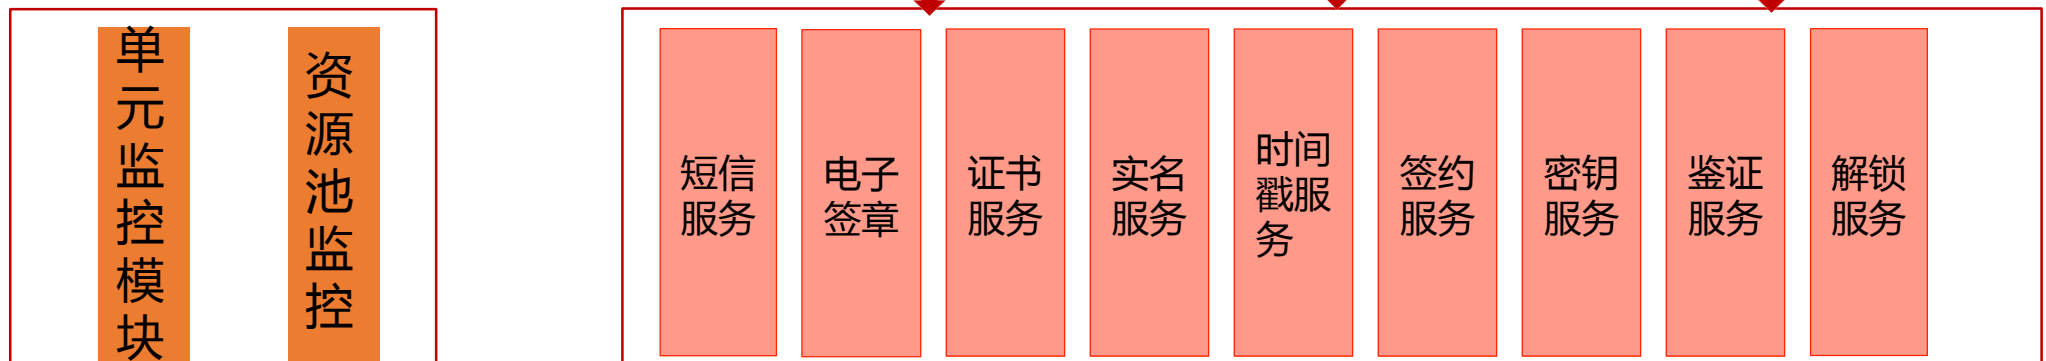 单元监控模块
资源池监控
短信
服务
电子
签章
证书
服务
实名
服务
时间
戳服
务
签约
服务
密钥
服务
鉴证
服务
解锁
服务